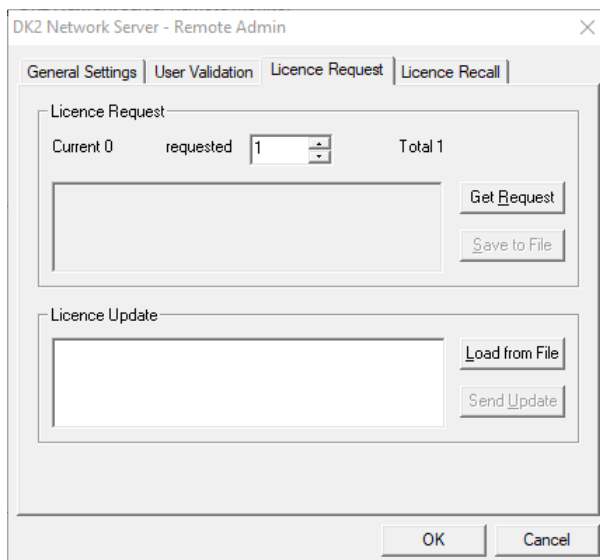 DK2 Network Server - Remote Admin
General Settings User Validation Licence Request Licence Recall
Licence Request
Current 0 requested 1 Total 1
Get Request
Save to File
Licence Update
Load from File
Send Update
OK Cancel